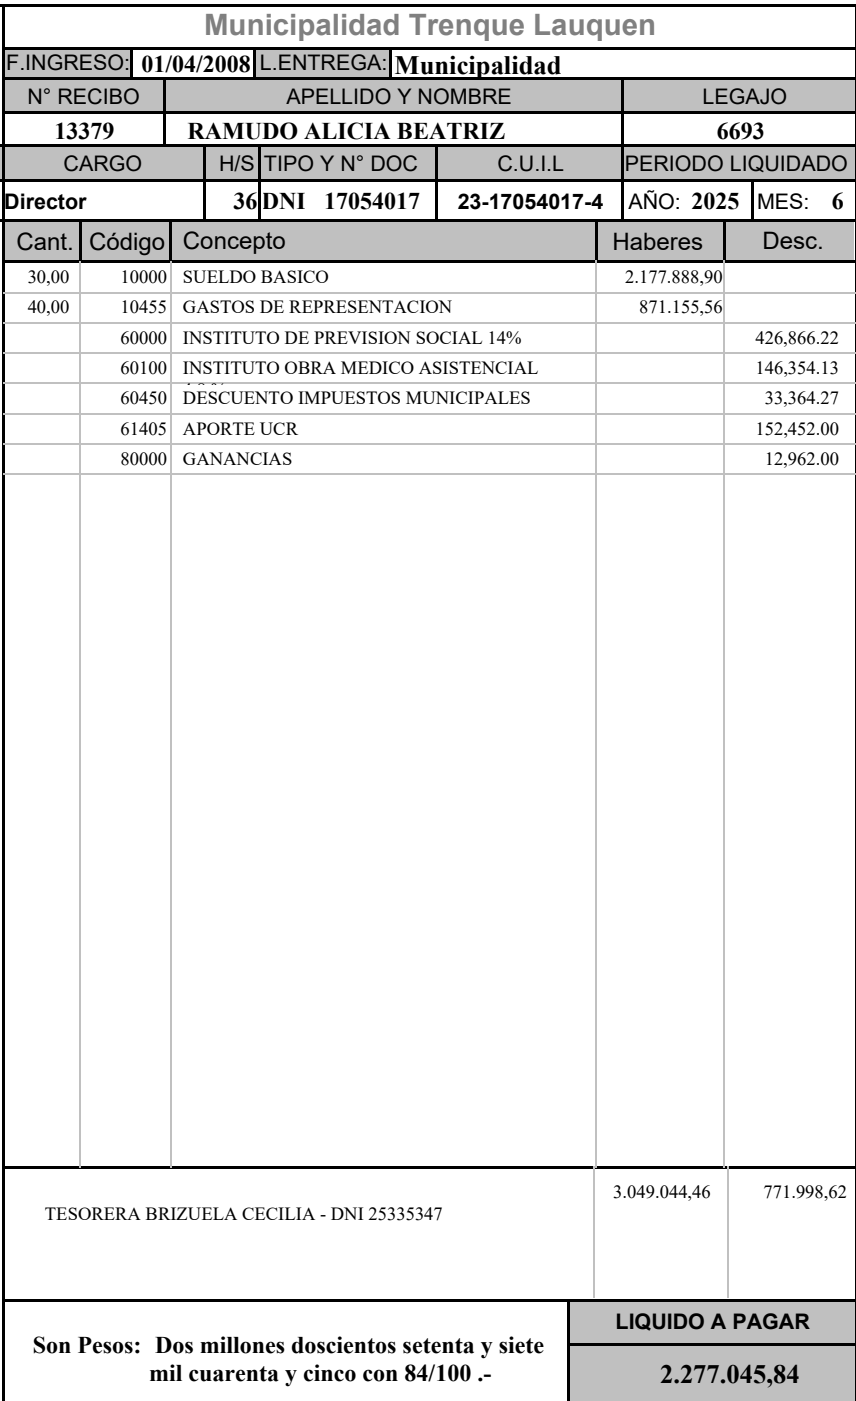 Municipalidad Trenque Lauquen
F.INGRESO: 01/04/2008 L.ENTREGA: Municipalidad
N° RECIBO APELLIDO Y NOMBRE LEGAJO
13379 RAMUDO ALICIA BEATRIZ 6693
CARGO H/S TIPO Y N° DOC C.U.I.L PERIODO LIQUIDADO
Director 36 DNI 17054017 23-17054017-4 AÑO: 2025 MES: 6
Cant. Código Concepto Haberes Desc.
30,00 10000 SUELDO BASICO 2.177.888,90
40,00 10455 GASTOS DE REPRESENTACION 871.155,56
60000 INSTITUTO DE PREVISION SOCIAL 14% 426,866.22
60100 INSTITUTO OBRA MEDICO ASISTENCIAL 146,354.13
60450 DESCUENTO IMPUESTOS MUNICIPALES 33,364.27
61405 APORTE UCR 152,452.00
80000 GANANCIAS 12,962.00
3.049.044,46 771.998,62
TESORERA BRIZUELA CECILIA - DNI 25335347
LIQUIDO A PAGAR
Son Pesos: Dos millones doscientos setenta y siete
mil cuarenta y cinco con 84/100 .-
2.277.045,84